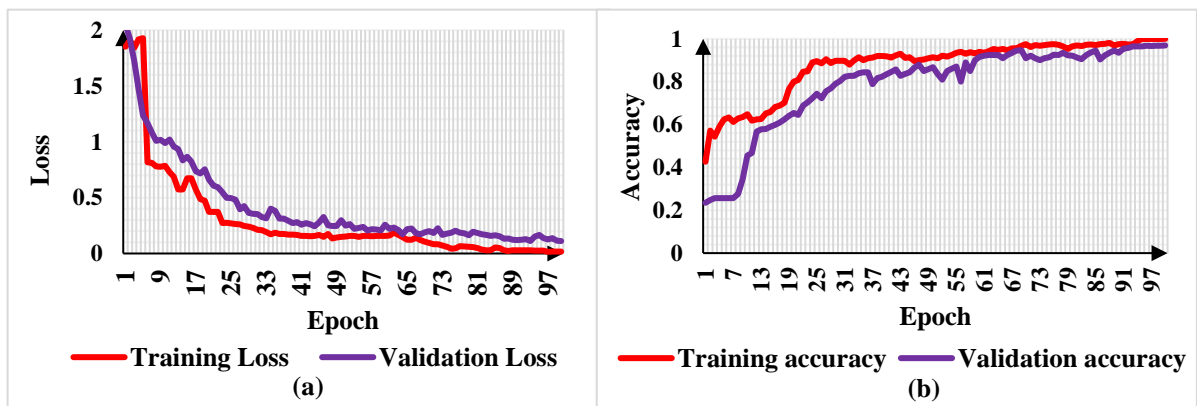 2
1.5
1
0.5
0
Loss
1 9 17 25 33 41 49 57 65 73 81 89 97
Epoch
Training Loss Validation Loss
(a)
1
0.8
0.6
0.4
0.2
0
Accuracy
1 7 13 19 25 31 37 43 49 55 61 67 73 79 85 91 97
Epoch
Training accuracy Validation accuracy
(b)